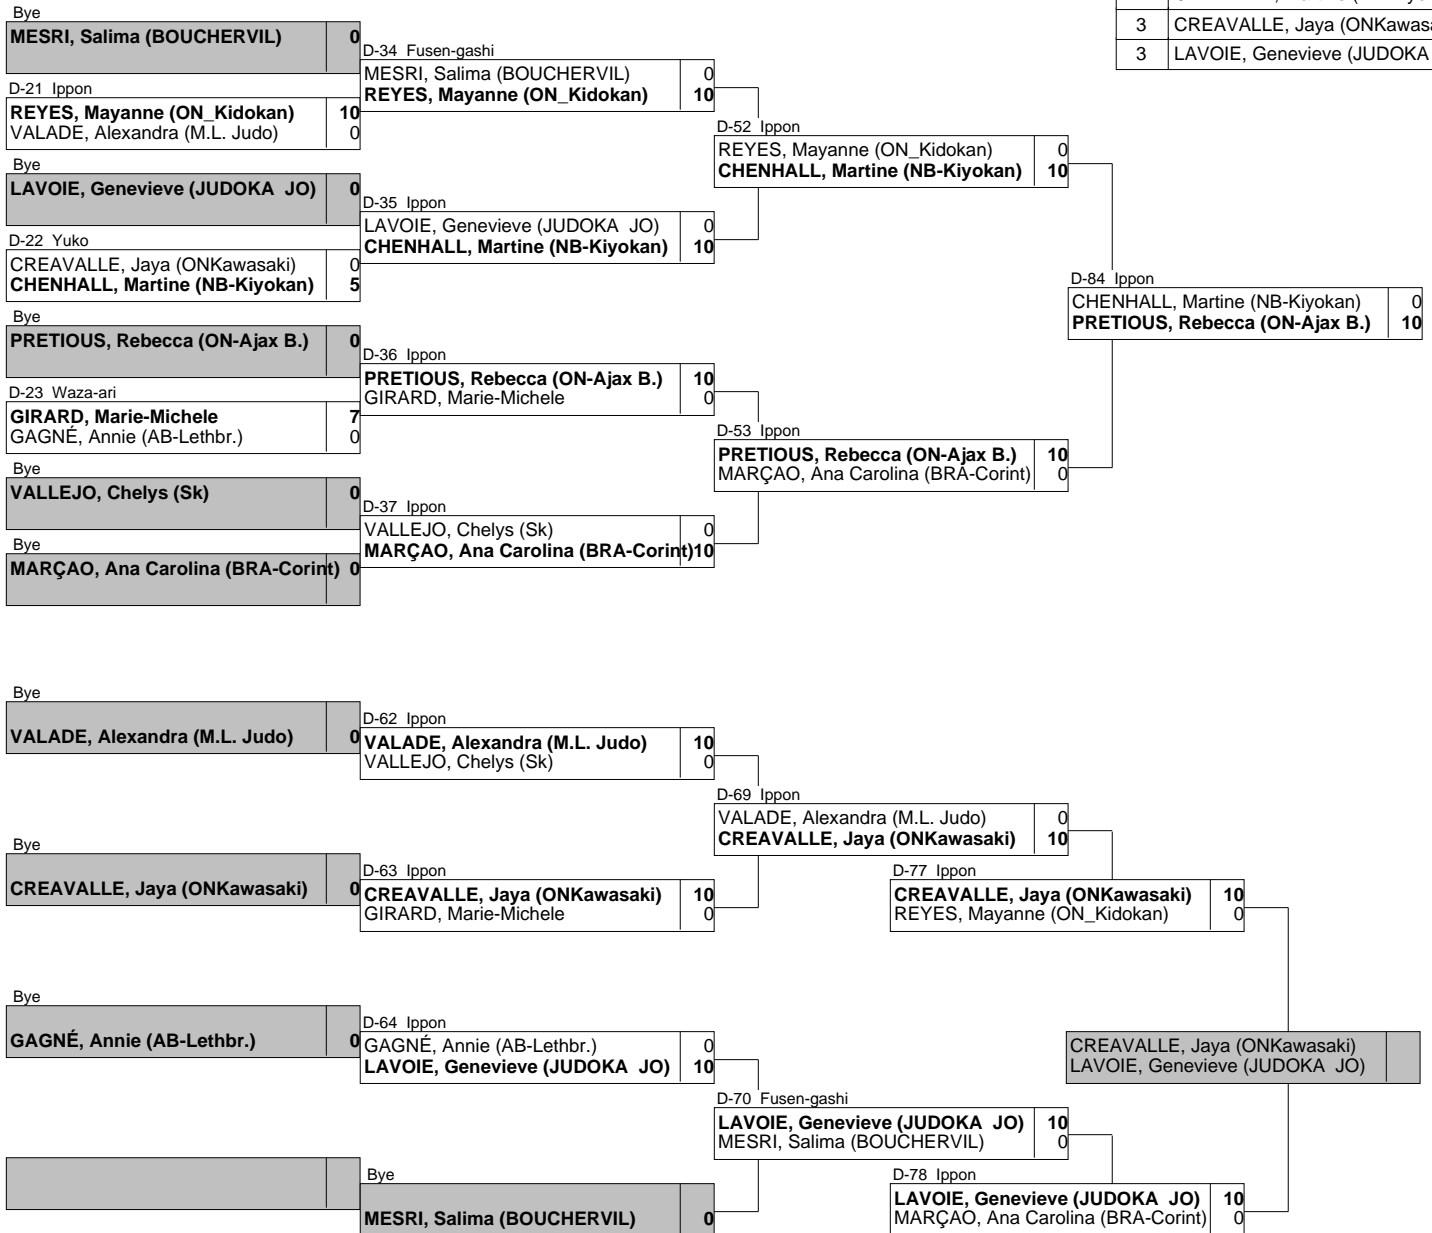 3 CREAVALLE, Jaya (ONKawasa
3 LAVOIE, Genevieve (JUDOKA
Bye
MESRI, Salima (BOUCHERVIL) 0
D-21 Ippon
REYES, Mayanne (ON_Kidokan) 10
VALADE, Alexandra (M.L. Judo) 0
Bye
LAVOIE, Genevieve (JUDOKA JO) 0
D-22 Yuko
CREAVALLE, Jaya (ONKawasaki) 0
CHENHALL, Martine (NB-Kiyokan) 5
Bye
PRETIOUS, Rebecca (ON-Ajax B.) 0
D-23 Waza-ari
GIRARD, Marie-Michele 7
GAGNÉ, Annie (AB-Lethbr.) 0
Bye
VALLEJO, Chelys (Sk) 0
Bye
MARÇAO, Ana Carolina (BRA-Corint) 0
D-34 Fusen-gashi
MESRI, Salima (BOUCHERVIL) 0
REYES, Mayanne (ON_Kidokan) 10
D-35 Ippon
LAVOIE, Genevieve (JUDOKA JO) 0
CHENHALL, Martine (NB-Kiyokan) 10
D-36 Ippon
PRETIOUS, Rebecca (ON-Ajax B.) 10
GIRARD, Marie-Michele 0
D-37 Ippon
VALLEJO, Chelys (Sk) 0
MARÇAO, Ana Carolina (BRA-Corint) 10
D-52 Ippon
REYES, Mayanne (ON_Kidokan) 0
CHENHALL, Martine (NB-Kiyokan) 10
D-53 Ippon
PRETIOUS, Rebecca (ON-Ajax B.) 10
MARÇAO, Ana Carolina (BRA-Corint) 0
D-84 Ippon
CHENHALL, Martine (NB-Kiyokan) 0
PRETIOUS, Rebecca (ON-Ajax B.) 10
Bye
VALADE, Alexandra (M.L. Judo) 0
Bye
CREAVALLE, Jaya (ONKawasaki) 0
Bye
GAGNÉ, Annie (AB-Lethbr.) 0
D-62 Ippon
VALADE, Alexandra (M.L. Judo) 10
VALLEJO, Chelys (Sk) 0
D-63 Ippon
CREAVALLE, Jaya (ONKawasaki) 10
GIRARD, Marie-Michele 0
D-64 Ippon
GAGNÉ, Annie (AB-Lethbr.) 0
LAVOIE, Genevieve (JUDOKA JO) 10
Bye
MESRI, Salima (BOUCHERVIL) 0
D-69 Ippon
VALADE, Alexandra (M.L. Judo) 0
CREAVALLE, Jaya (ONKawasaki) 10
D-70 Fusen-gashi
LAVOIE, Genevieve (JUDOKA JO) 10
MESRI, Salima (BOUCHERVIL) 0
D-77 Ippon
CREAVALLE, Jaya (ONKawasaki) 10
REYES, Mayanne (ON_Kidokan) 0
D-78 Ippon
LAVOIE, Genevieve (JUDOKA JO) 10
MARÇAO, Ana Carolina (BRA-Corint) 0
CREAVALLE, Jaya (ONKawasaki)
LAVOIE, Genevieve (JUDOKA JO)